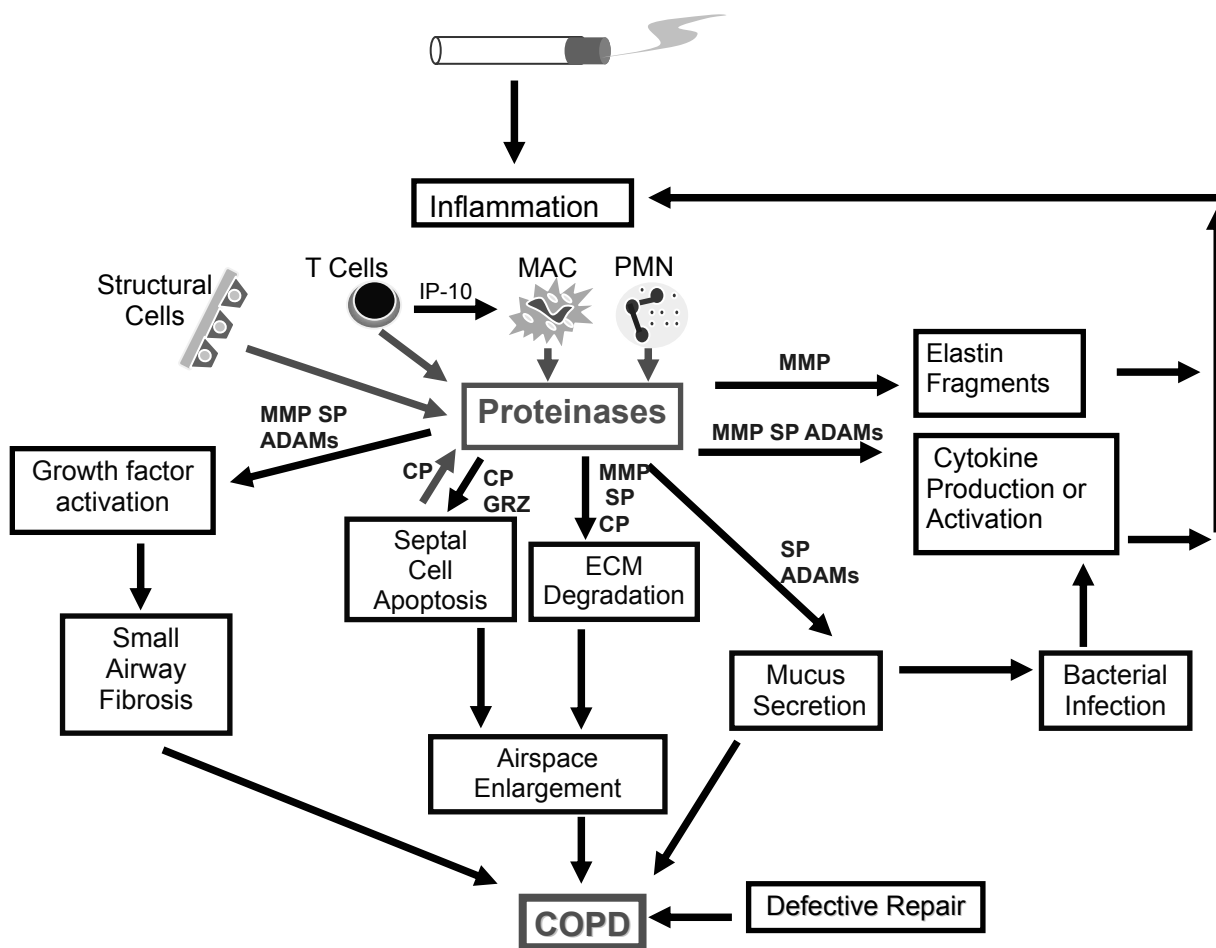 Inflammation
Structural
Cells
T Cells
IP-10
MAC
PMN
Proteinases
MMP
Elastin
Fragments
MMP SP ADAMs
Cytokine
Production or
Activation
MMP SP
ADAMs
Growth factor
activation
CP
CP
GRZ
MMP
SP
CP
SP
ADAMs
Septal
Cell
Apoptosis
ECM
Degradation
Small
Airway
Fibrosis
Mucus
Secretion
Bacterial
Infection
Airspace
Enlargement
COPD
Defective Repair